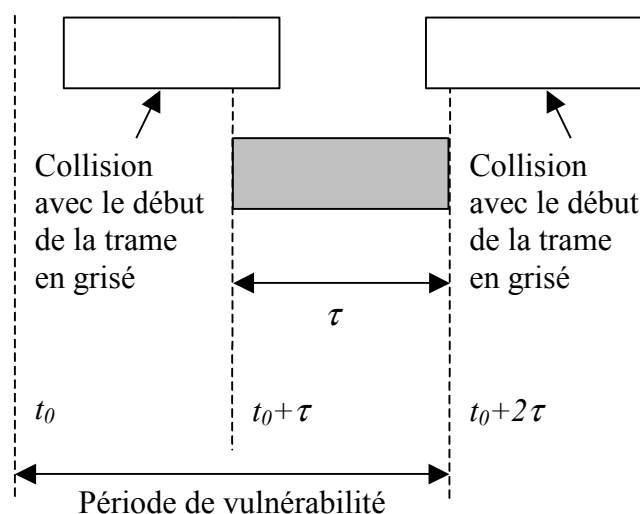 Collision
avec le début
de la trame
en grisé
Collision
avec le début
de la trame
en grisé
τ
t0
t0+τ
t0+2τ
Période de vulnérabilité